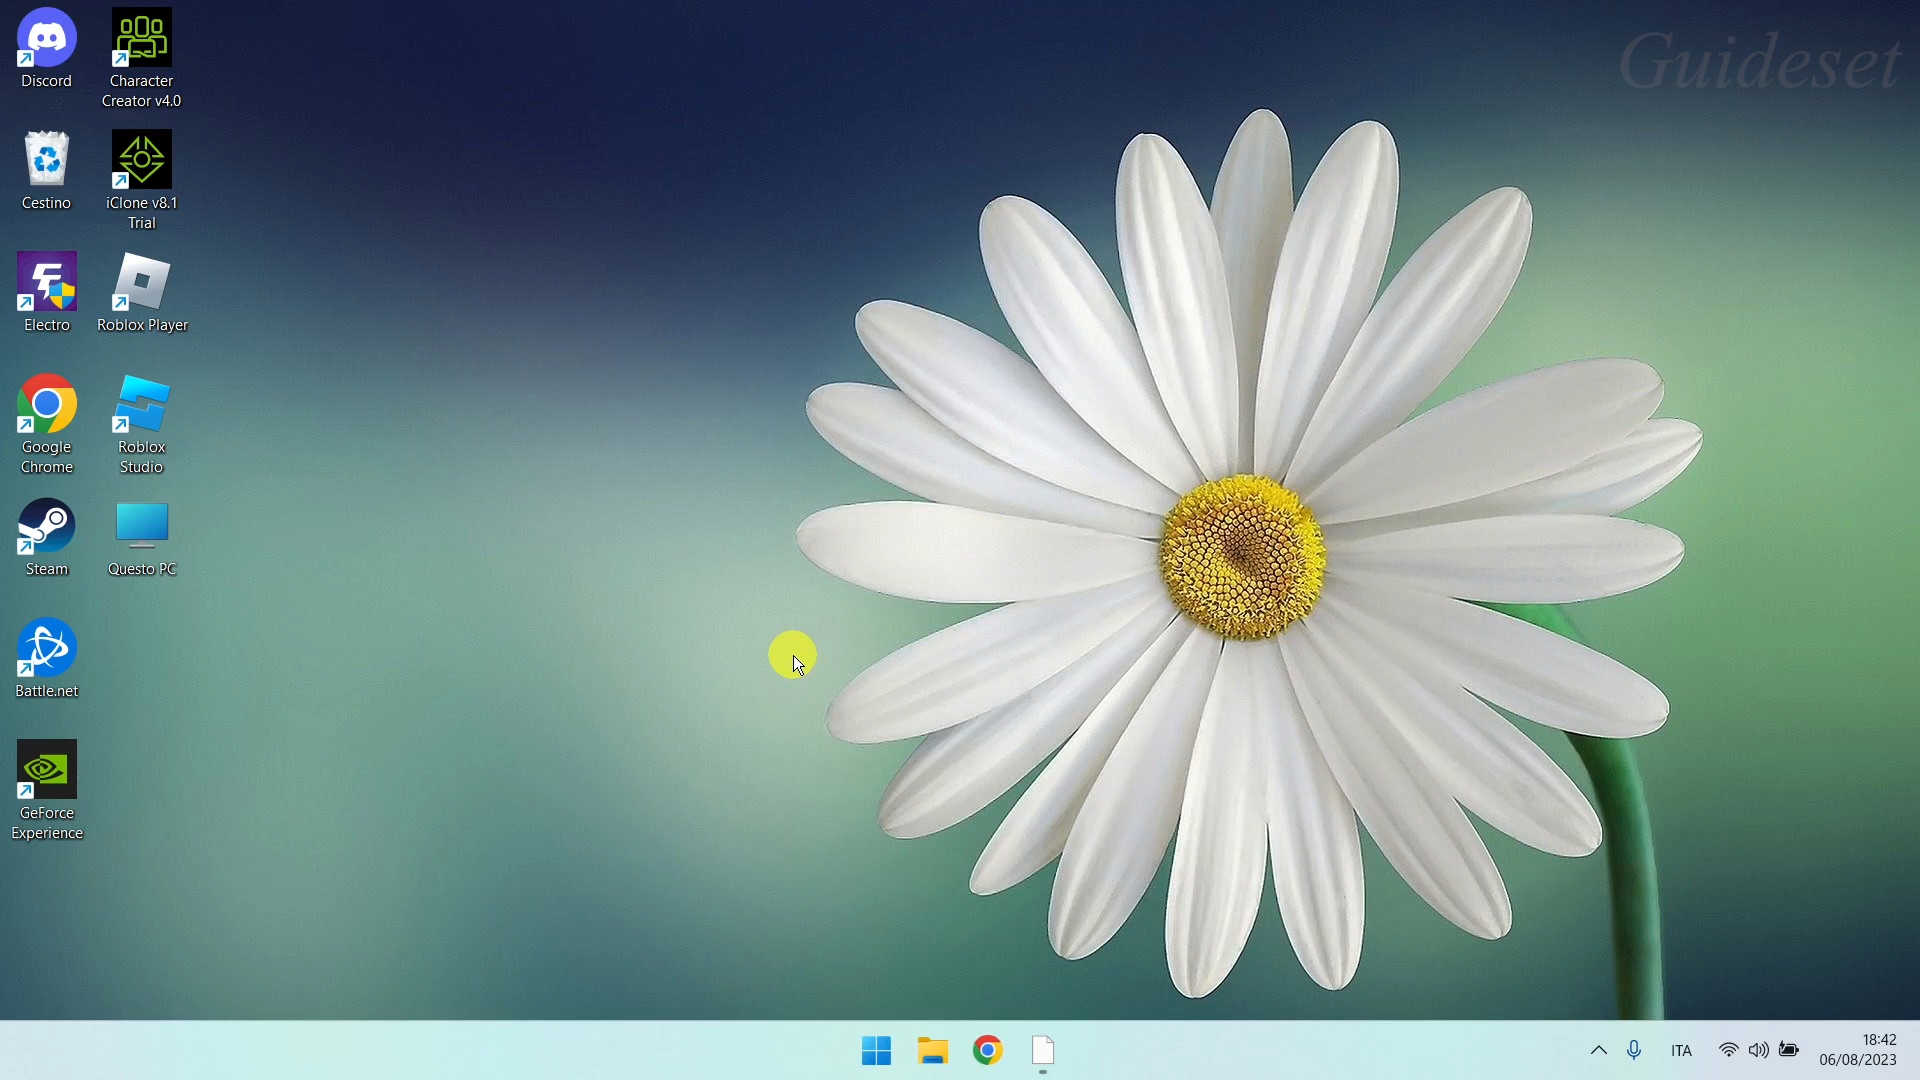 Guideset
Discord
Character
Creator v4.0
Cestino
iClone v8.1
Trial
Electro
Roblox Player
Google
Chrome
Roblox
Studio
Steam
Questo PC
Battle.net
GeForce
Experience
ITA
18:42
06/08/2023